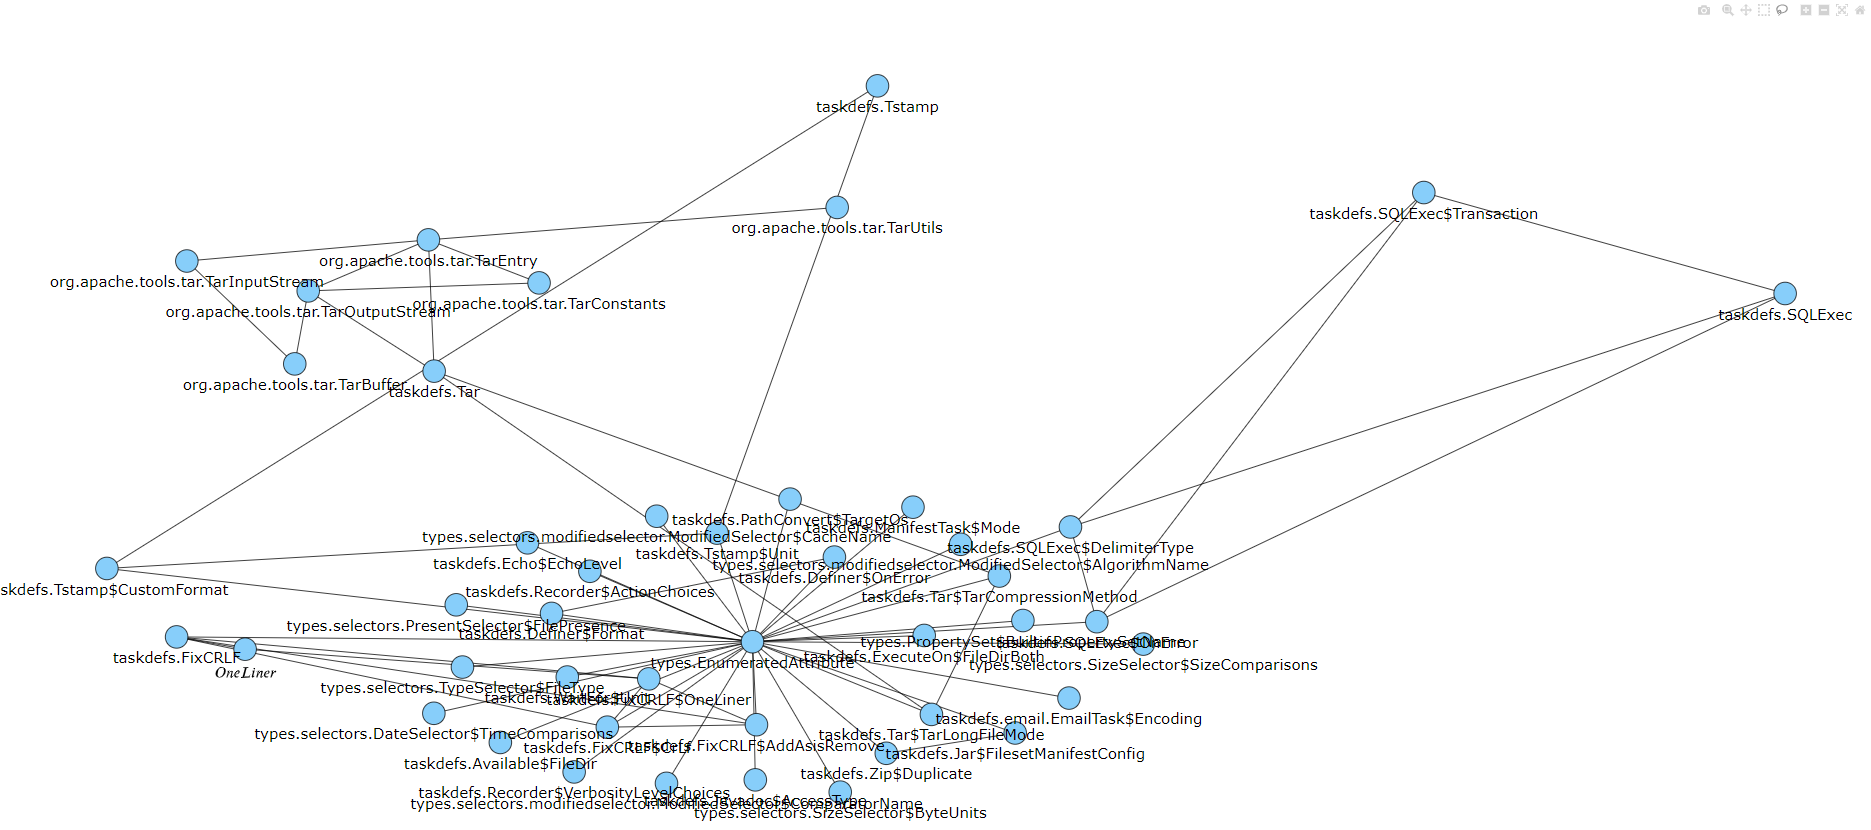 taskdefs.Tstamp
taskdefs.SQLExec$Transaction
org.apache.tools.tar.TarUtils
org.apache.tools.tar.TarEntry
org.apache.tools.tar.TarInputStream
org.apache.tools.tar.TarConstants
org.apache.tools.tar.TarOutputStream
taskdefs.SQLExec
org.apache.tools.tar.TarBuffer
taskdefs.Tar
taskdefs.PathConvert$TargetOs
taskdefs.ManifestTask$Mode
types.selectors.modifiedselector.ModifiedSelector$CacheName
taskdefs.SQLExec$DelimiterType
taskdefs.Tstamp$Unit
taskdefs.Echo$EchoLevel
types.selectors.modifiedselector.ModifiedSelector$AlgorithmName
taskdefs.Definer$OnError
skdefs.Tstamp$CustomFormat
taskdefs.Recorder$ActionChoices
taskdefs.Tar$TarCompressionMethod
types.selectors.PresentSelector$FilePresence
taskdefs.Definer$Format
types.PropertySet$BuiltinPropertySetName
taskdefs.SQLExec$OnError
taskdefs.FixCRLF
taskdefs.ExecuteOn$FileDirBoth
types.EnumeratedAttribute
types.selectors.SizeSelector$SizeComparisons
OneLiner
types.selectors.TypeSelector$FileType
taskdefs.FixCRLF$OneLiner
taskdefs.email.EmailTask$Encoding
types.selectors.DateSelector$TimeComparisons
taskdefs.Tar$TarLongFileMode
taskdefs.FixCRLF$CrLf
taskdefs.FixCRLF$AddAsisRemove
taskdefs.Jar$FilesetManifestConfig
taskdefs.Available$FileDir
taskdefs.Zip$Duplicate
taskdefs.Recorder$VerbosityLevelChoices
taskdefs.Javadoc$AccessType
types.selectors.modifiedselector.ModifiedSelector$ComparatorName
types.selectors.SizeSelector$ByteUnits